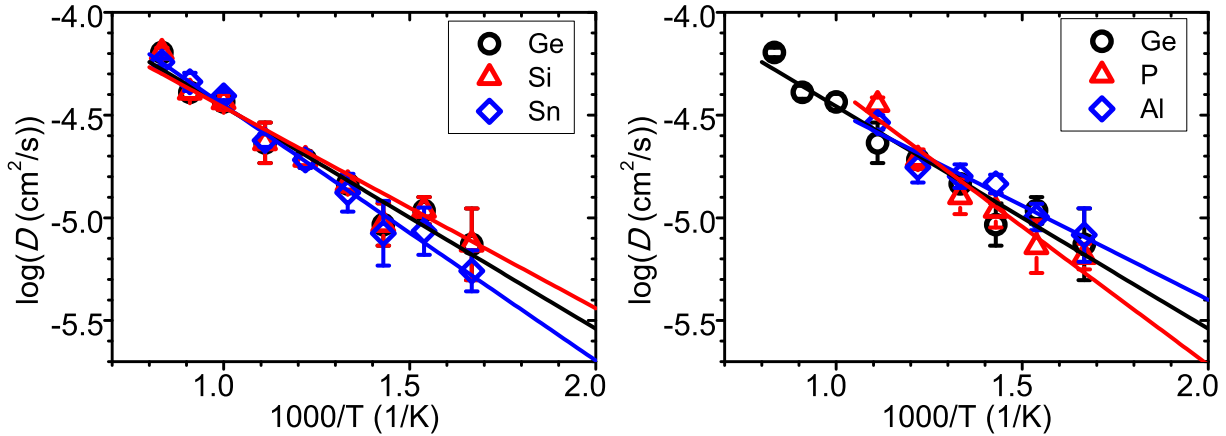 -4.0
-4.5
-5.0
-5.5
log(D (cm²/s))
1.0
1.5
2.0
1000/T (1/K)
Ge
Si
Sn
-4.0
-4.5
-5.0
-5.5
log(D (cm²/s))
1.0
1.5
2.0
1000/T (1/K)
Ge
P
Al